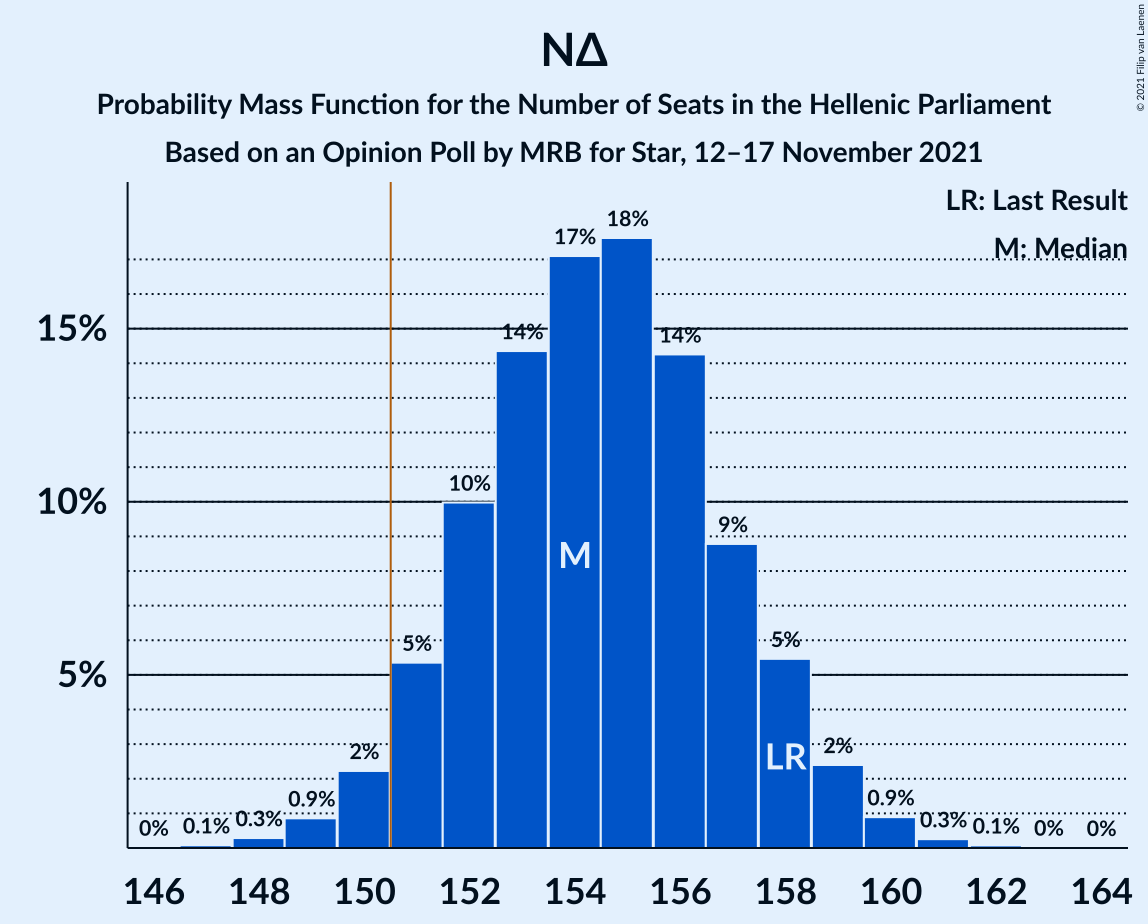 ΝΔ
Probability Mass Function for the Number of Seats in the Hellenic Parliament
Based on an Opinion Poll by MRB for Star, 12–17 November 2021
© 2021 Filip van Laenen
LR: Last Result
M: Median
15%
10%
5%
0%
0.1%
0.3%
0.9%
2%
5%
10%
14%
17%
18%
14%
9%
5%
2%
0.9%
0.3%
0.1%
0%
0%
M
LR
146 148 150 152 154 156 158 160 162 164